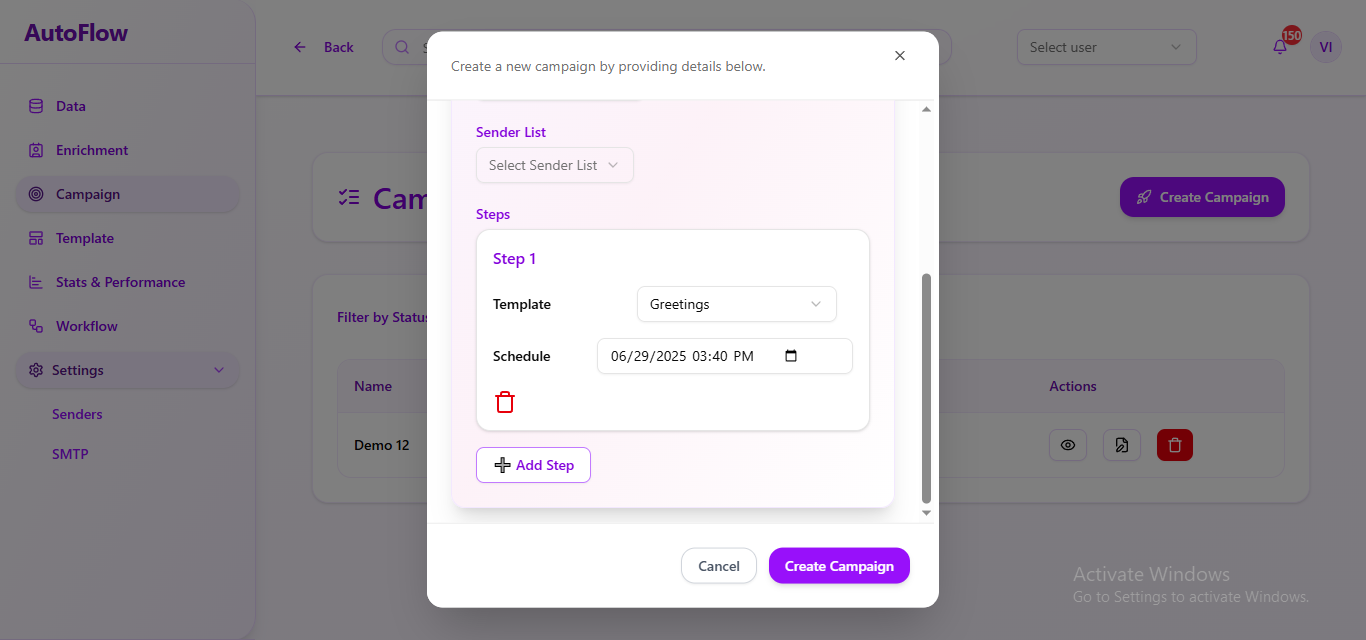 AutoFlow
Back
Select user
150
VI
Data
Enrichment
Campaign
Template
Stats & Performance
Workflow
Settings
Senders
SMTP
Cam
Create Campaign
Filter by Status
Name
Actions
Demo 12
Create a new campaign by providing details below.
Sender List
Select Sender List
Steps
Step 1
Template
Greetings
Schedule
06/29/2025 03:40 PM
Add Step
Cancel
Create Campaign
Activate Windows
Go to Settings to activate Windows.